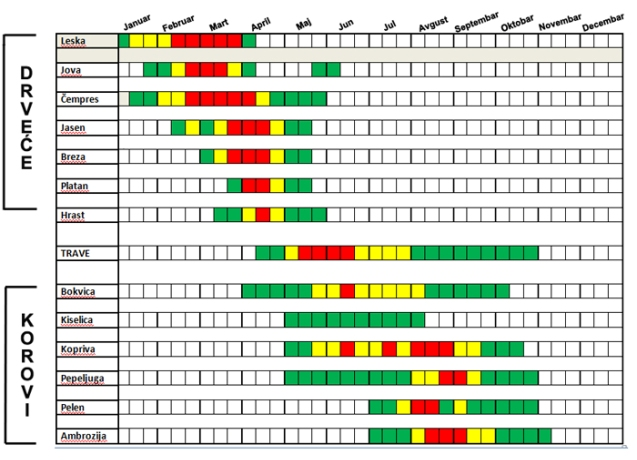 Januar Februar Mart April Maj Jun Jul Avgust Septembar Oktobar Novembar Decembar
DRVEĆE
Leska
Jova
Čempres
Jasen
Breza
Platan
Hrast
TRAVE
KOROVI
Bokvica
Kiselica
Kopriva
Pepeljuga
Pelen
Ambrozija